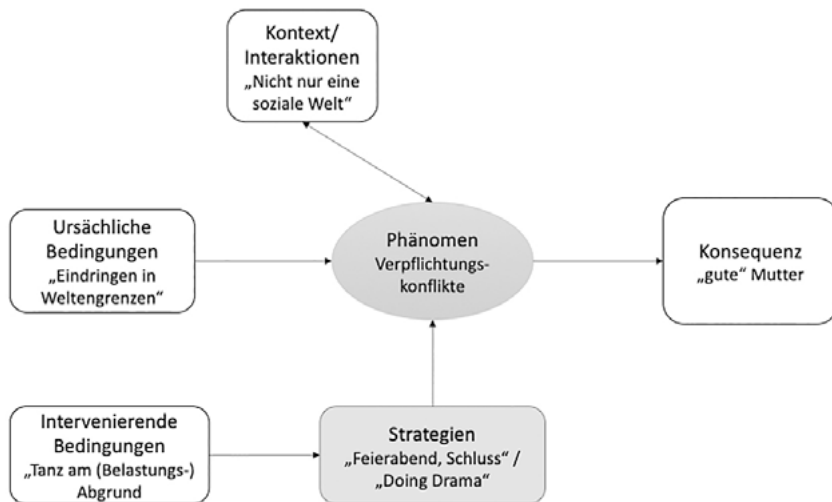 Kontext/
Interaktionen
„Nicht nur eine
soziale Welt“
Ursächliche
Bedingungen
„Eindringen in
Weltengrenzen“
Phänomen
Verpflichtungs-
konflikte
Konsequenz
„gute“ Mutter
Intervenierende
Bedingungen
„Tanz am (Belastungs-)
Abgrund
Strategien
„Feierabend, Schluss“ /
„Doing Drama“